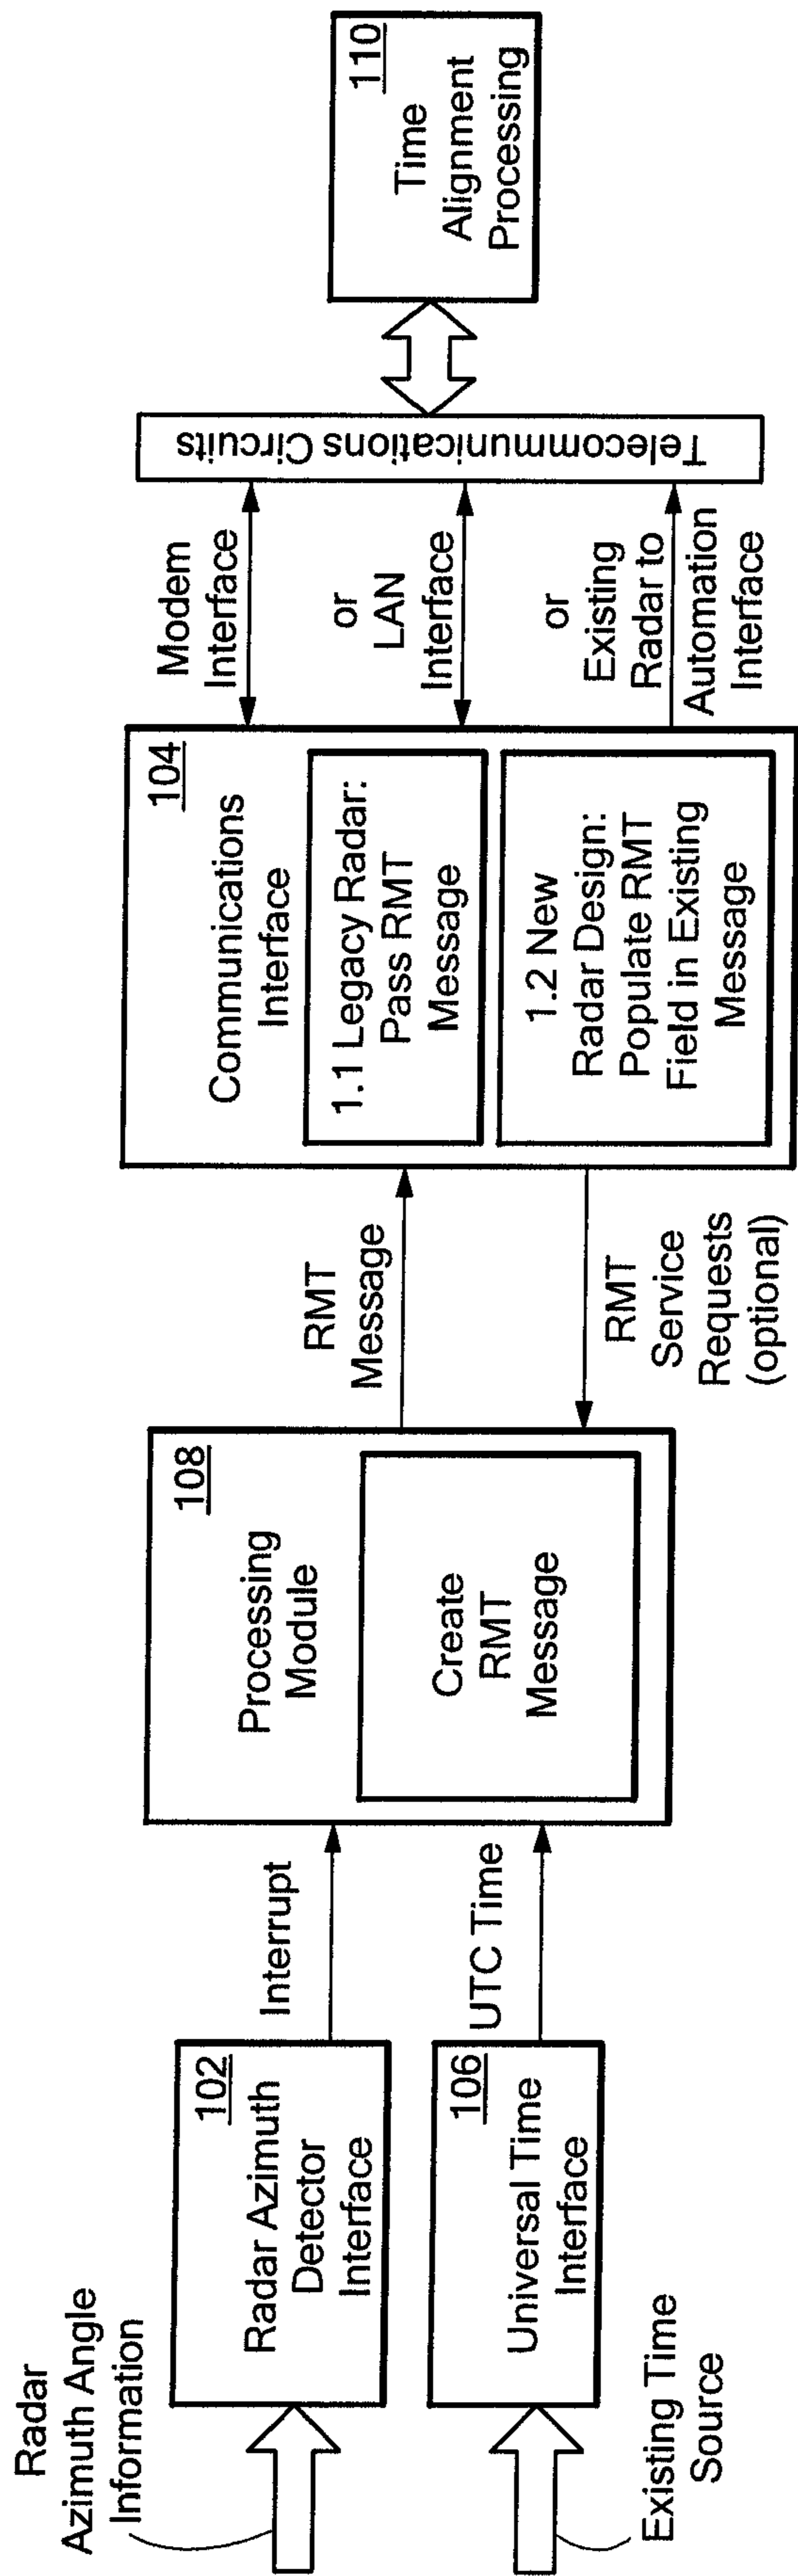 Radar
Azimuth Angle
Information
102
Radar Azimuth
Detector
Interface
Interrupt
Existing Time
Source
106
Universal Time
Interface
UTC Time
108
Processing
Module
Create
RMT
Message
RMT
Message
RMT
Service
Requests
(optional)
104
Communications
Interface
1.1 Legacy Radar:
Pass RMT
Message
1.2 New
Radar Design:
Populate RMT
Field in Existing
Message
Modem
Interface
or
LAN
Interface
or
Existing
Radar to
Automation
Interface
Telecommunications Circuits
110
Time
Alignment
Processing